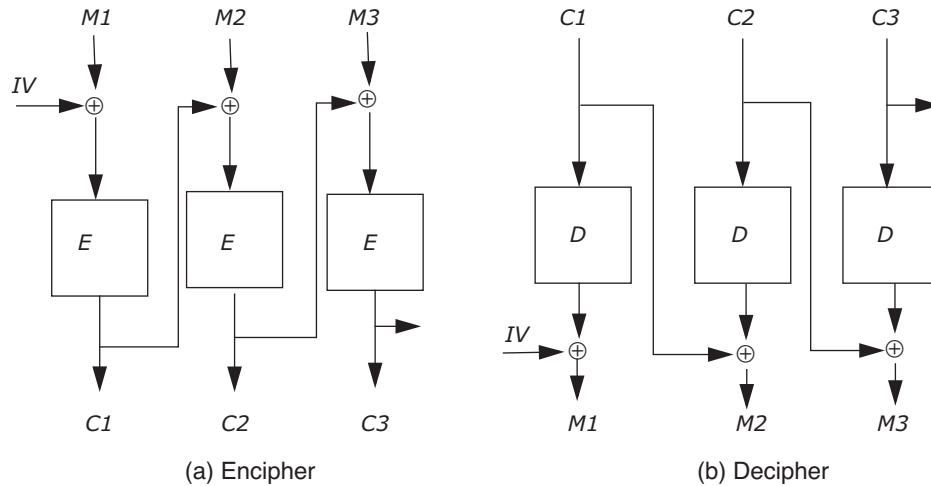 M1 M2 M3
IV
E E E
C1 C2 C3
(a) Encipher
C1 C2 C3
D D D
IV
M1 M2 M3
(b) Decipher